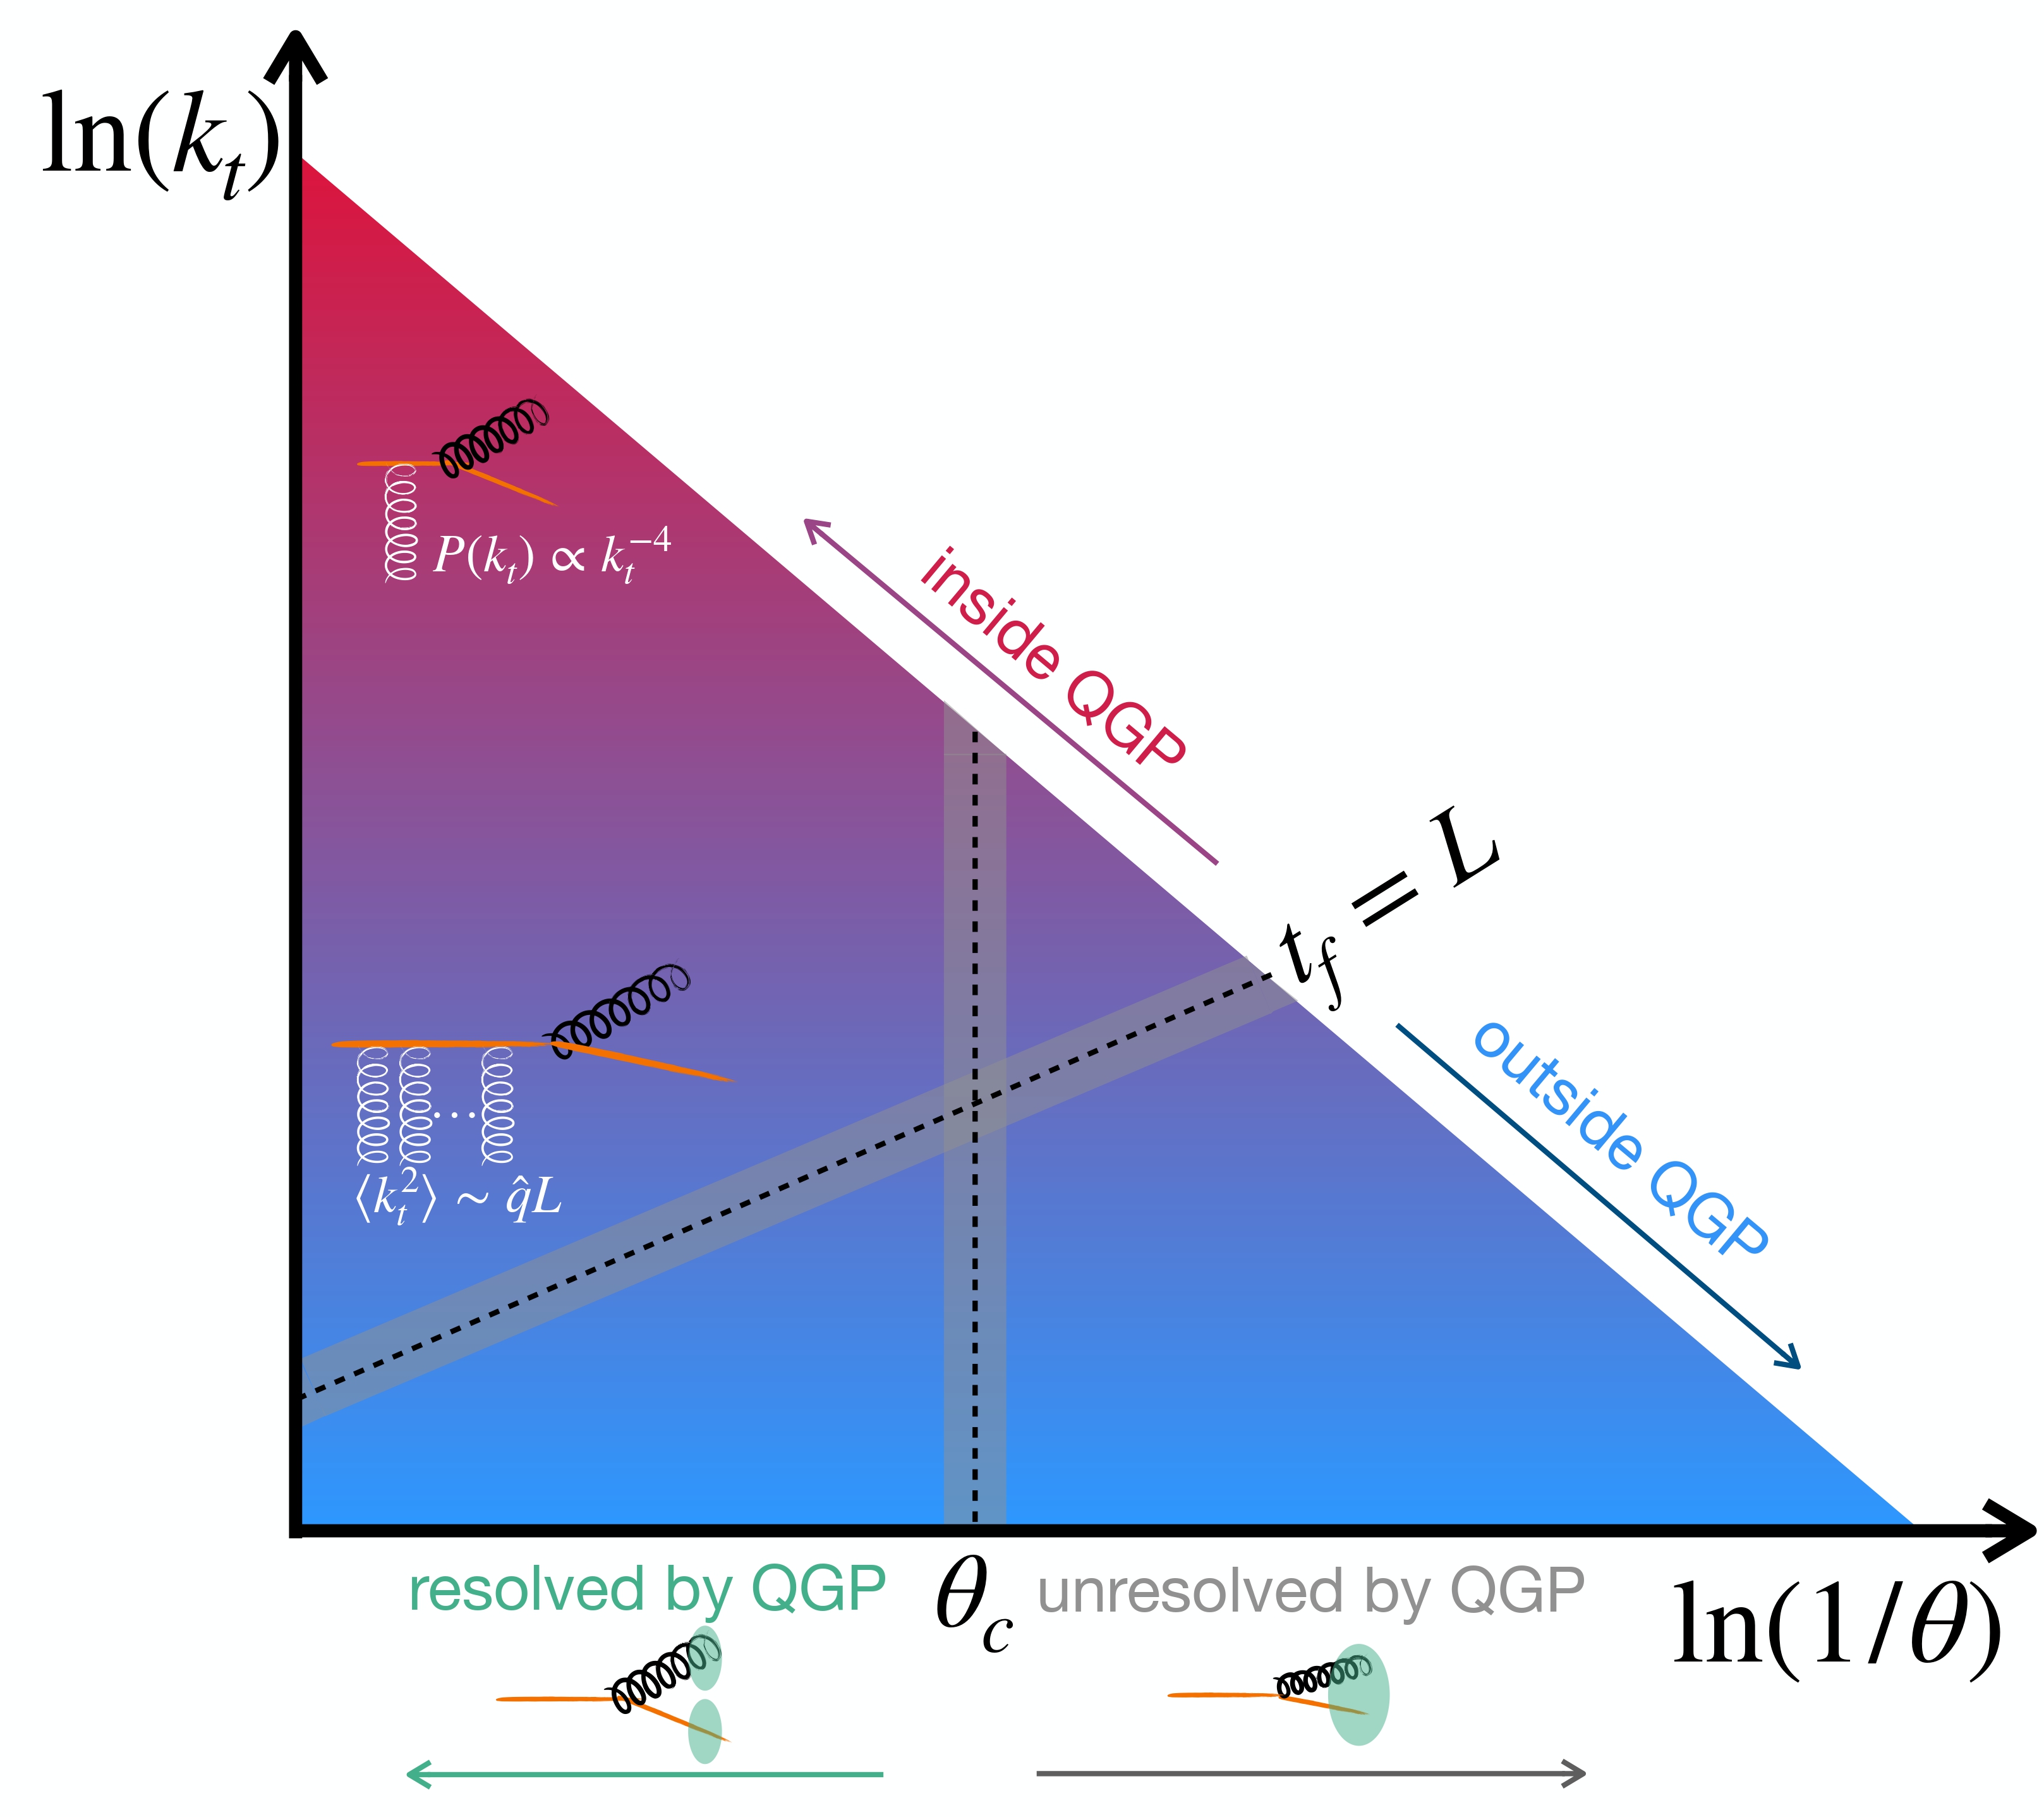 ln(k_t)
P(k_t) ∝ k_t^{−4}
inside QGP
t_f = L
outside QGP
...
⟨k_t^2⟩ ∼ q̂L
resolved by QGP
θ_c
unresolved by QGP
ln(1/θ)